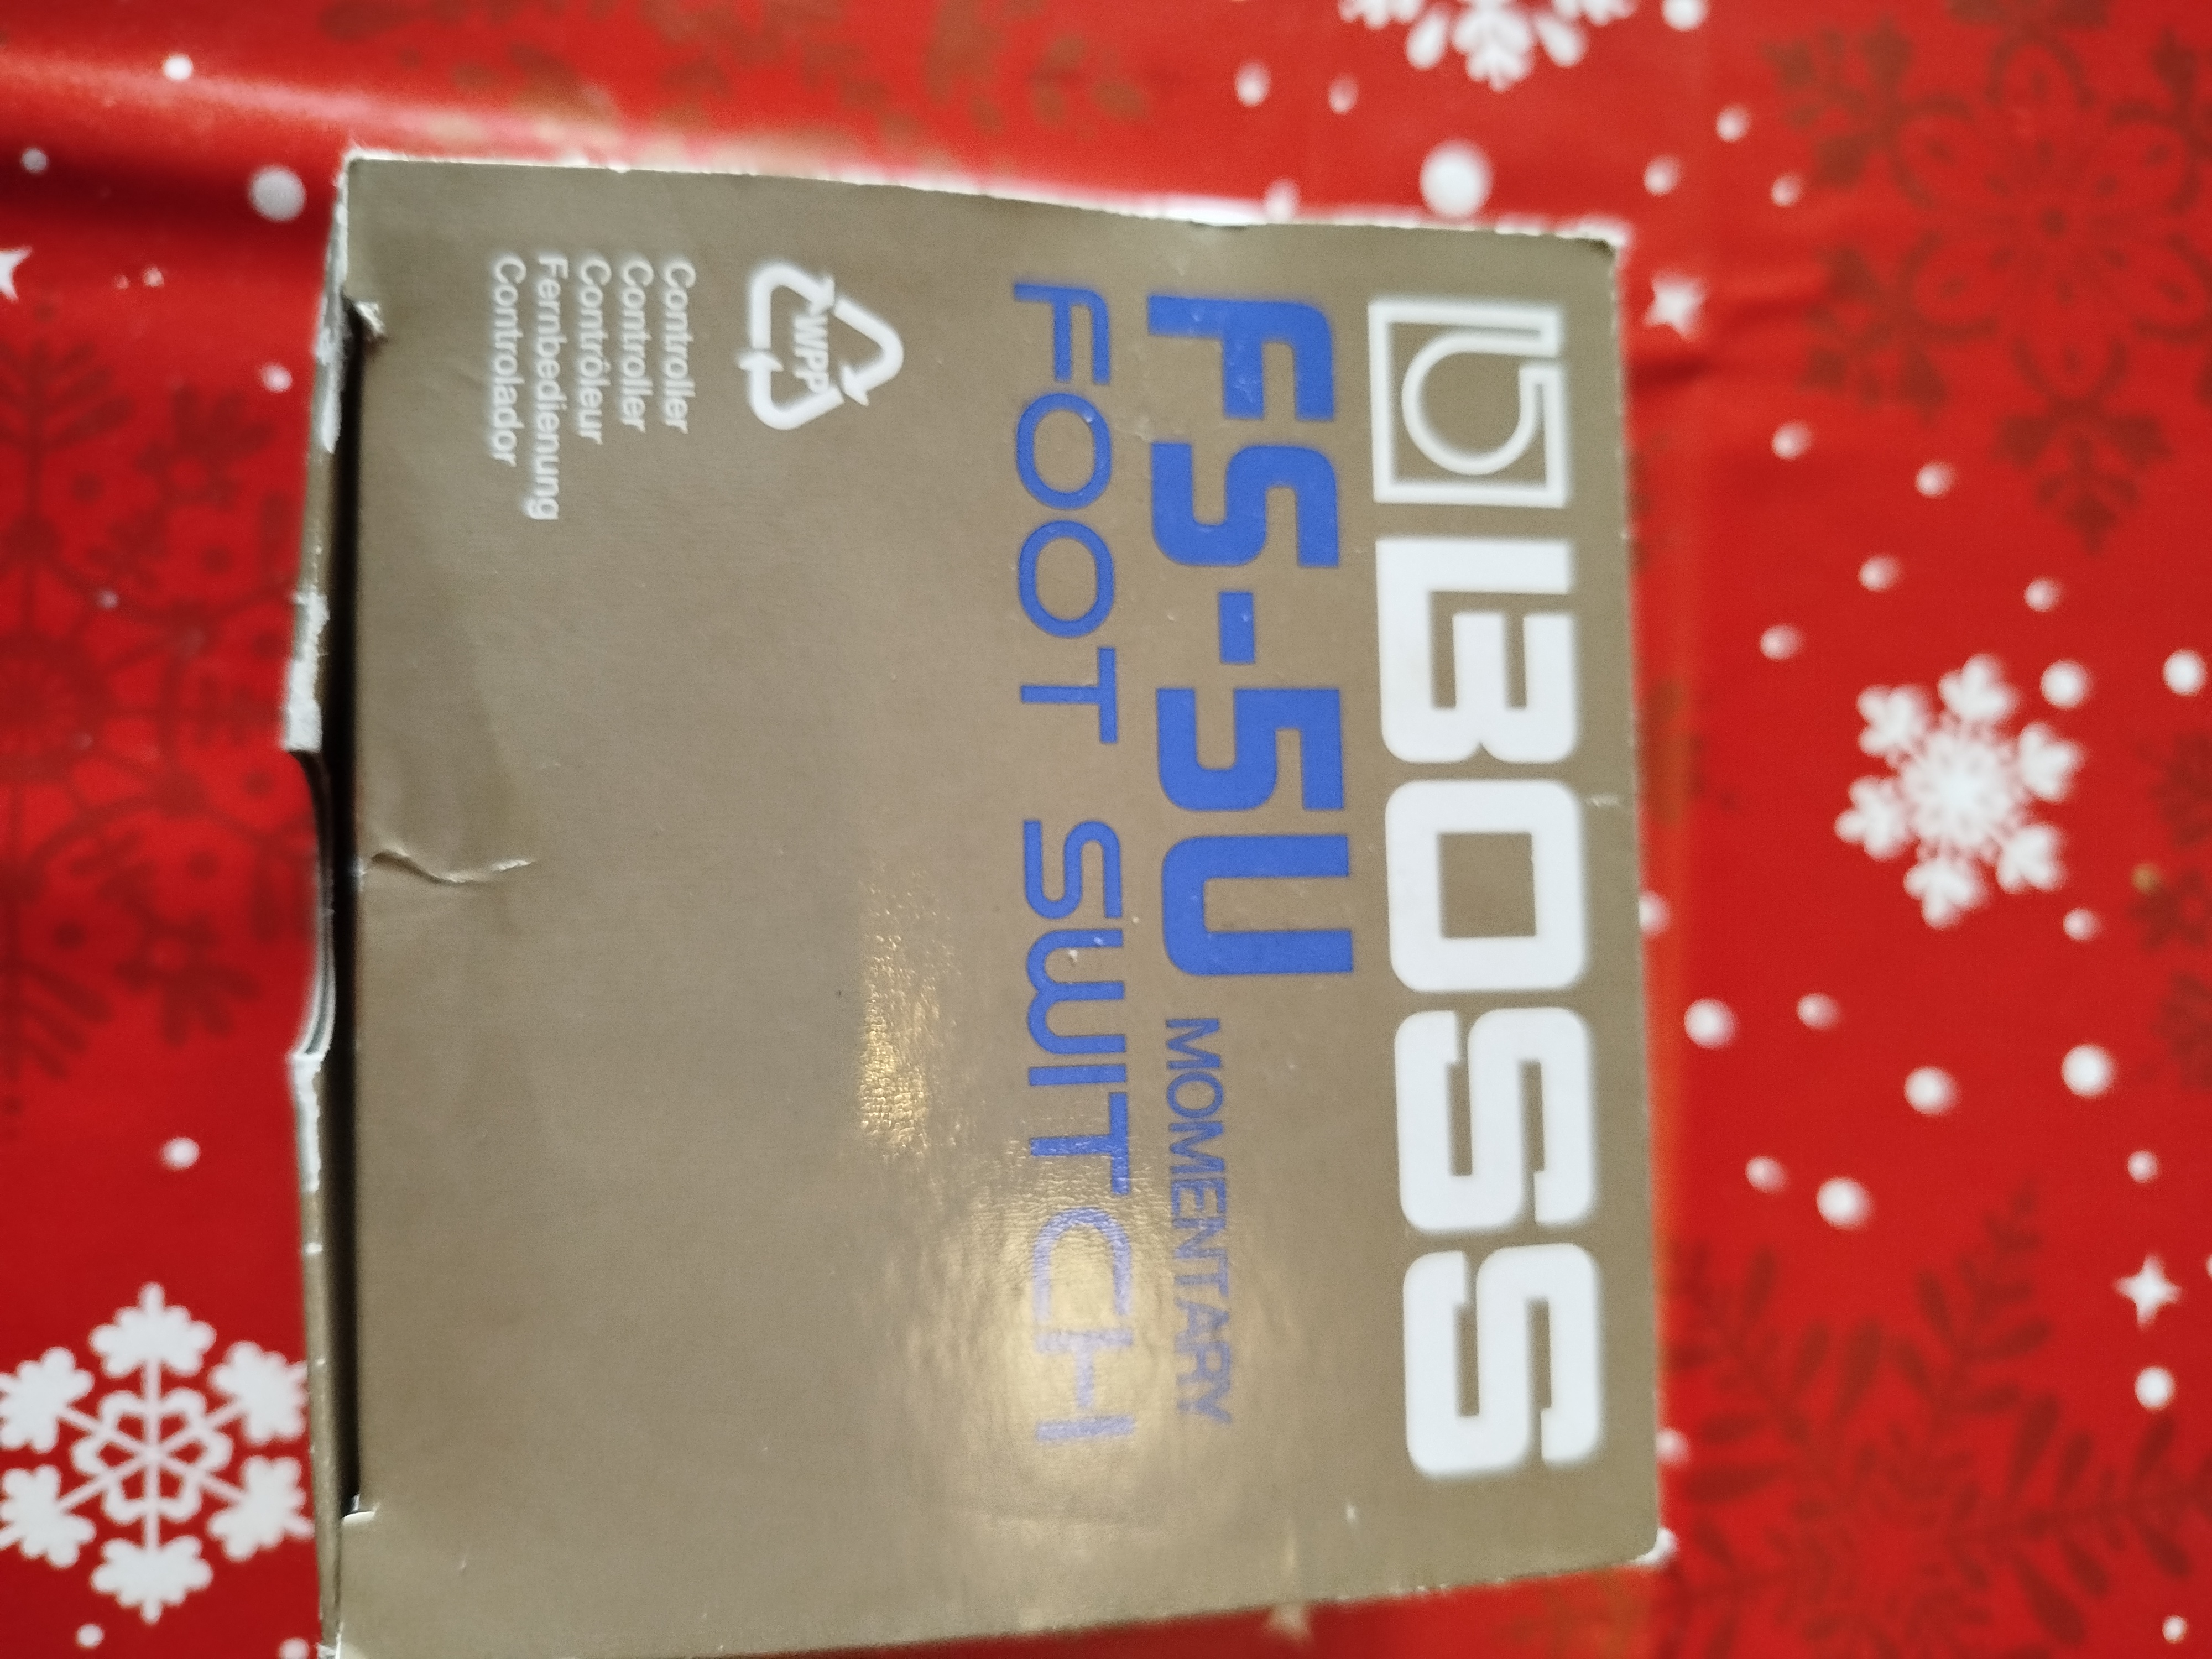 BOSS
FS-5U MOMENTARY
FOOT SWITCH
WPP
Controller
Controller
Contrôleur
Fernbedienung
Controlador